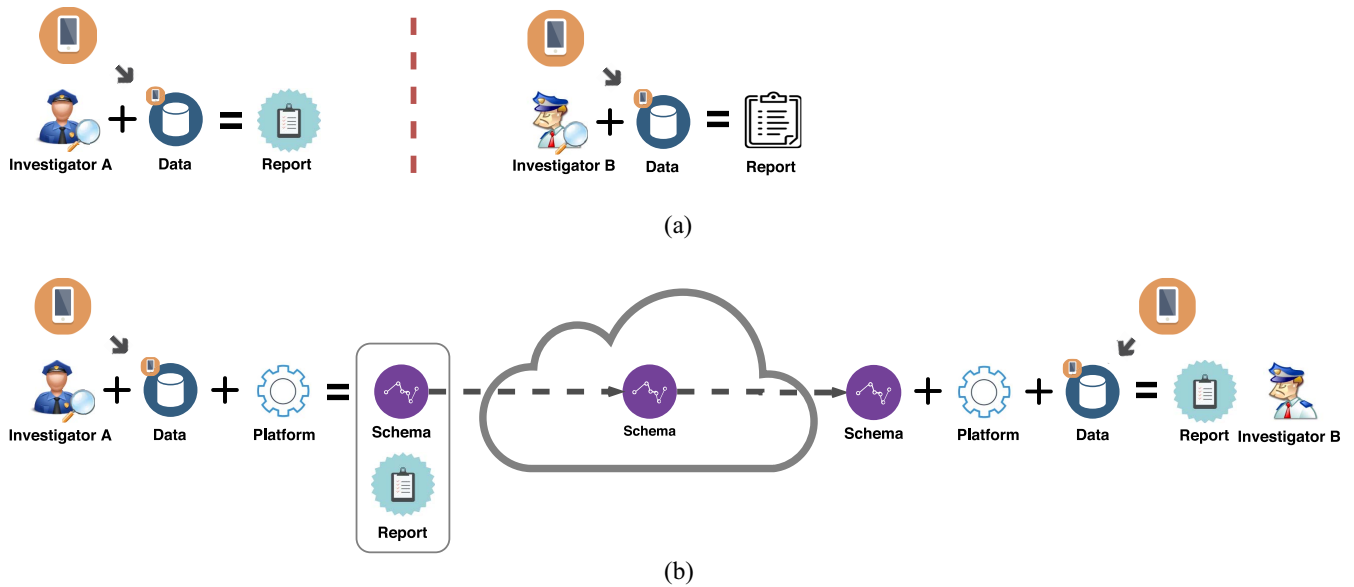 Investigator A Data Report Investigator B Data Report
(a)
Investigator A Data Platform Schema Schema Schema Platform Data Report Investigator B
Report
(b)